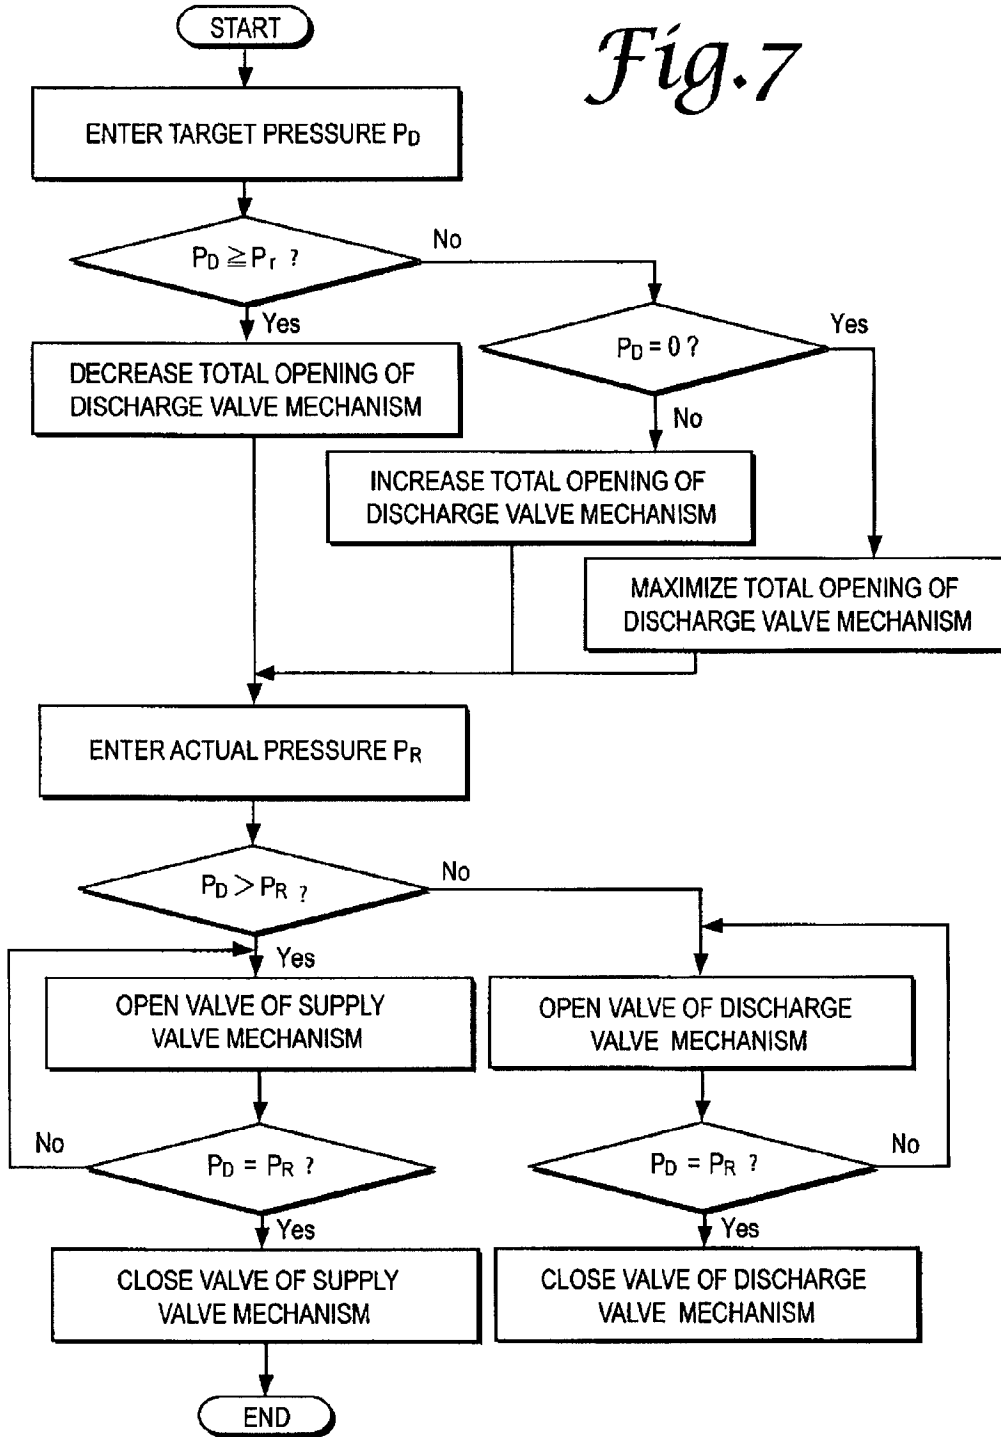 START
Fig.7
ENTER TARGET PRESSURE PD
PD ≧ Pr ?
No
Yes
PD = 0 ?
Yes
DECREASE TOTAL OPENING OF
DISCHARGE VALVE MECHANISM
No
INCREASE TOTAL OPENING OF
DISCHARGE VALVE MECHANISM
MAXIMIZE TOTAL OPENING OF
DISCHARGE VALVE MECHANISM
ENTER ACTUAL PRESSURE PR
PD > PR ?
No
Yes
OPEN VALVE OF SUPPLY
VALVE MECHANISM
OPEN VALVE OF DISCHARGE
VALVE MECHANISM
No
PD = PR ?
PD = PR ?
No
Yes
Yes
CLOSE VALVE OF SUPPLY
VALVE MECHANISM
CLOSE VALVE OF DISCHARGE
VALVE MECHANISM
END